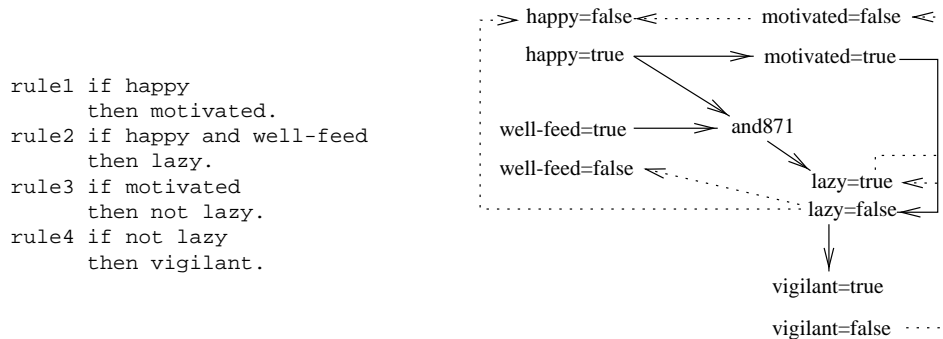 rule1 if happy
then motivated.
rule2 if happy and well-feed
then lazy.
rule3 if motivated
then not lazy.
rule4 if not lazy
then vigilant.
happy=false motivated=false
happy=true motivated=true
well-feed=true and871
well-feed=false
lazy=true
lazy=false
vigilant=true
vigilant=false